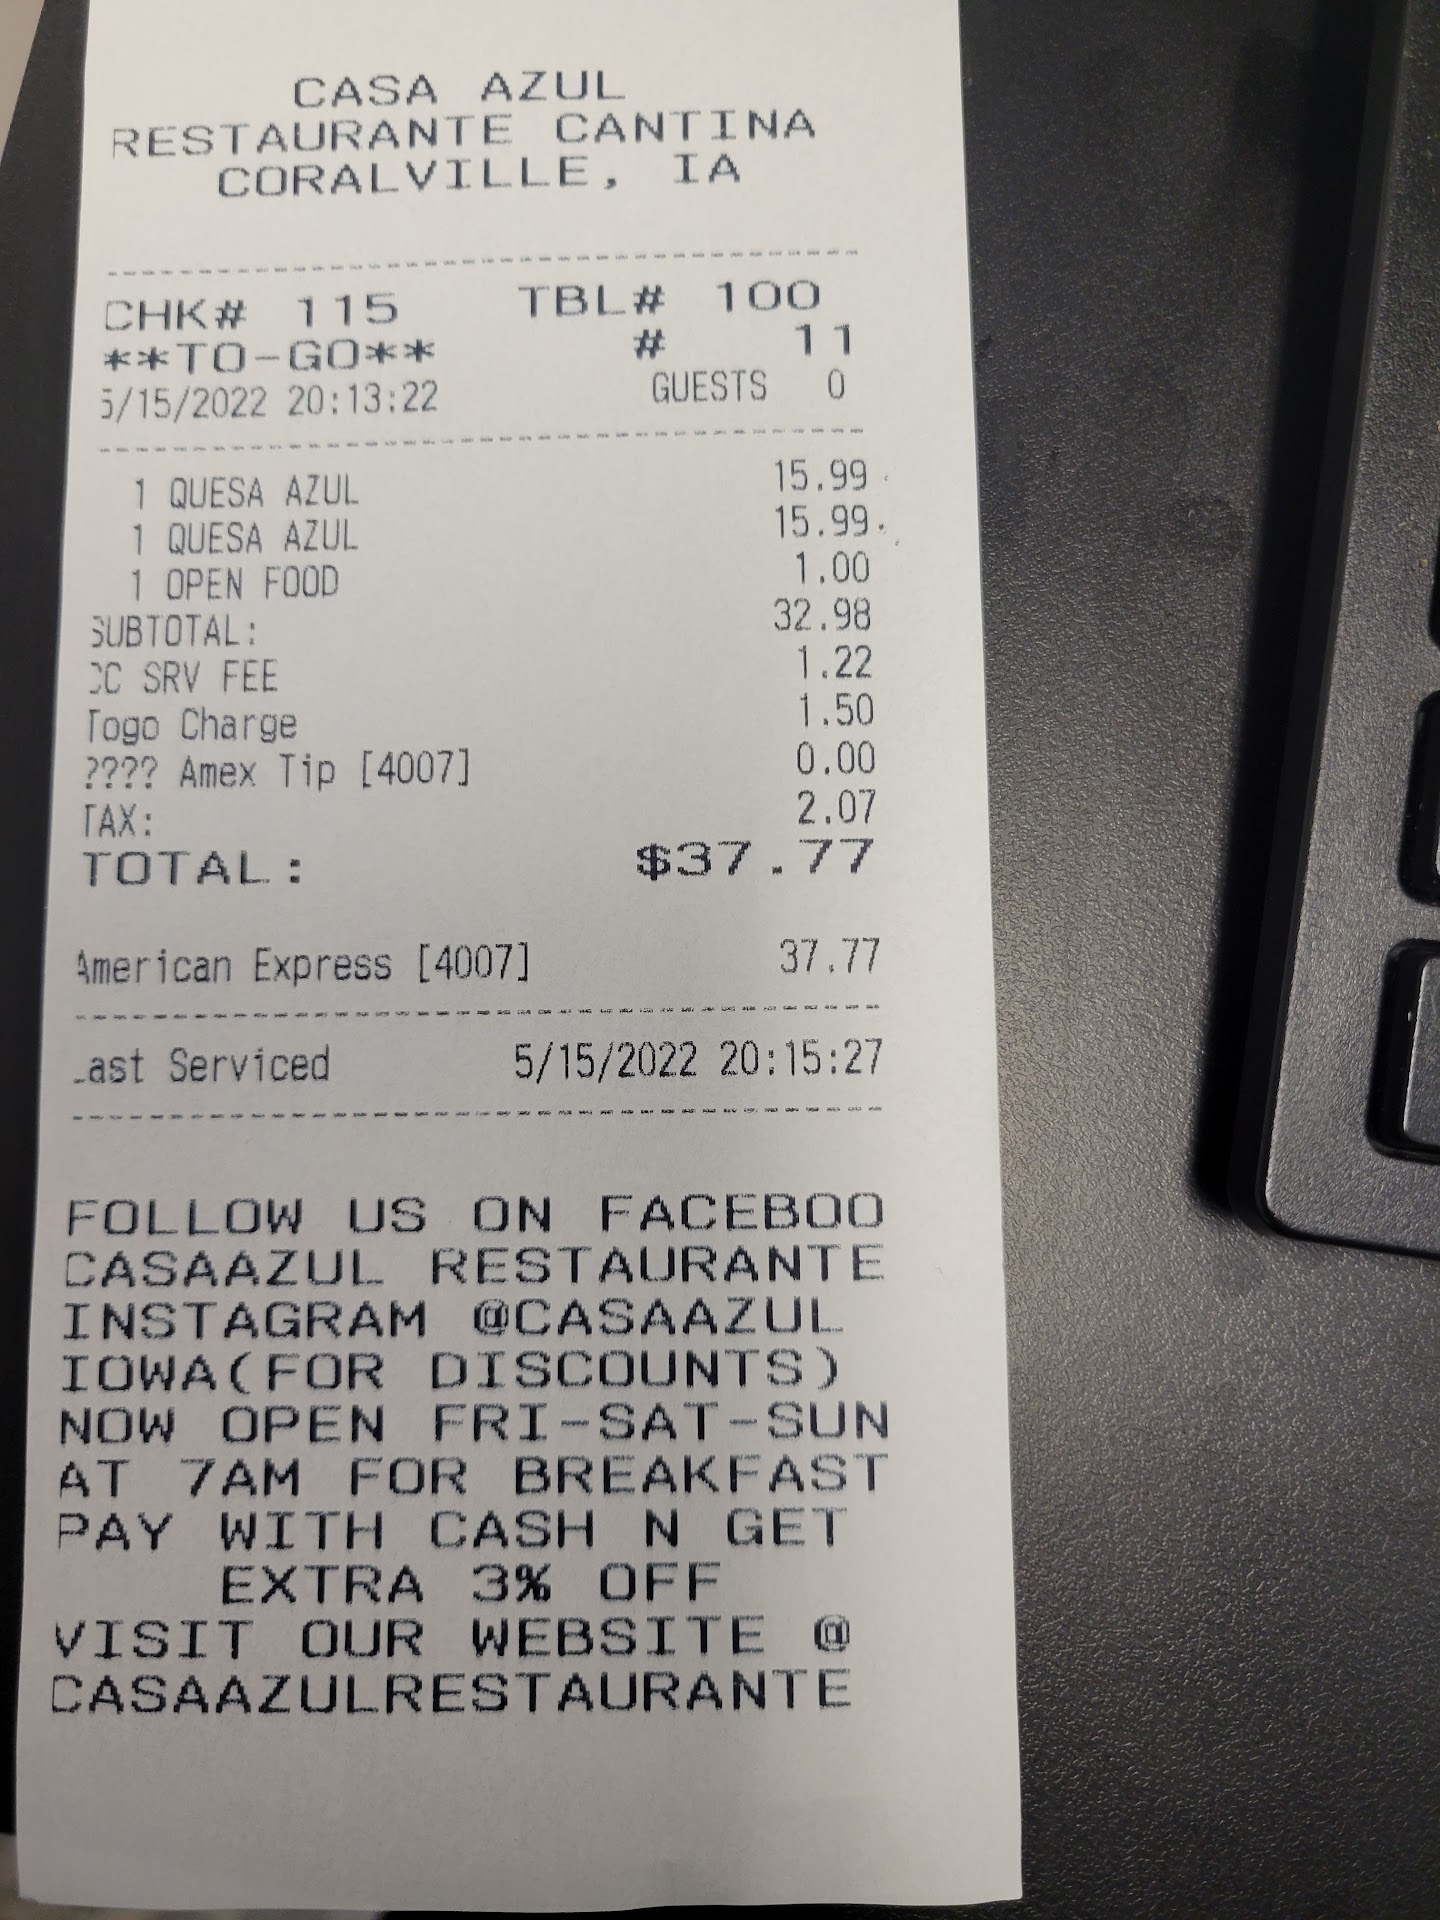 CASA AZUL
RESTAURANTE CANTINA
CORALVILLE, IA
CHK# 115 TBL# 100
**TO-GO** # 11
5/15/2022 20:13:22 GUESTS 0
1 QUESA AZUL 15.99
1 QUESA AZUL 15.99
1 OPEN FOOD 1.00
SUBTOTAL: 32.98
CC SRV FEE 1.22
Togo Charge 1.50
???? Amex Tip [4007] 0.00
TAX: 2.07
TOTAL: $37.77
American Express [4007] 37.77
Last Serviced 5/15/2022 20:15:27
FOLLOW US ON FACEBOO
CASAAZUL RESTAURANTE
INSTAGRAM @CASAAZUL
IOWA(FOR DISCOUNTS)
NOW OPEN FRI-SAT-SUN
AT 7AM FOR BREAKFAST
PAY WITH CASH N GET
EXTRA 3% OFF
VISIT OUR WEBSITE @
CASAAZULRESTAURANTE